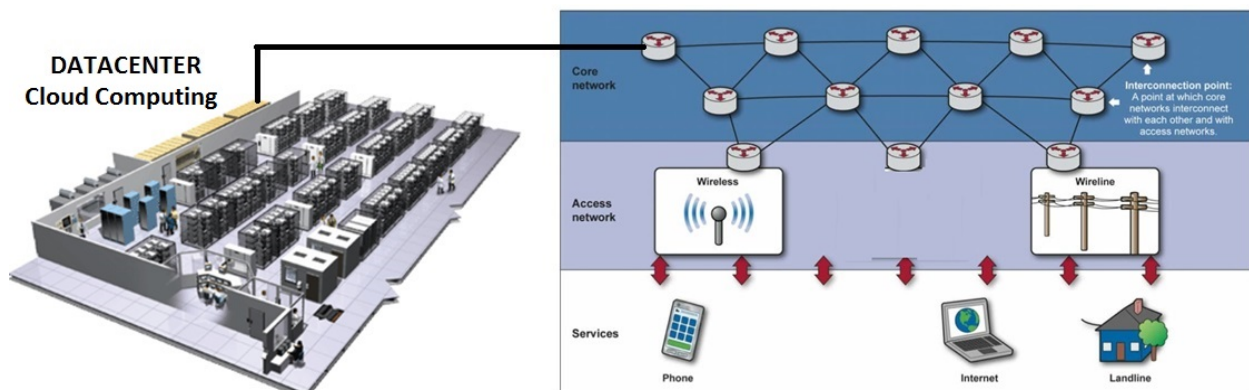 DATACENTER
Cloud Computing
Core
network
Interconnection point:
A point at which core
networks interconnect
with each other and with
access networks.
Wireless
Wireline
Access
network
Services
Phone
Internet
Landline